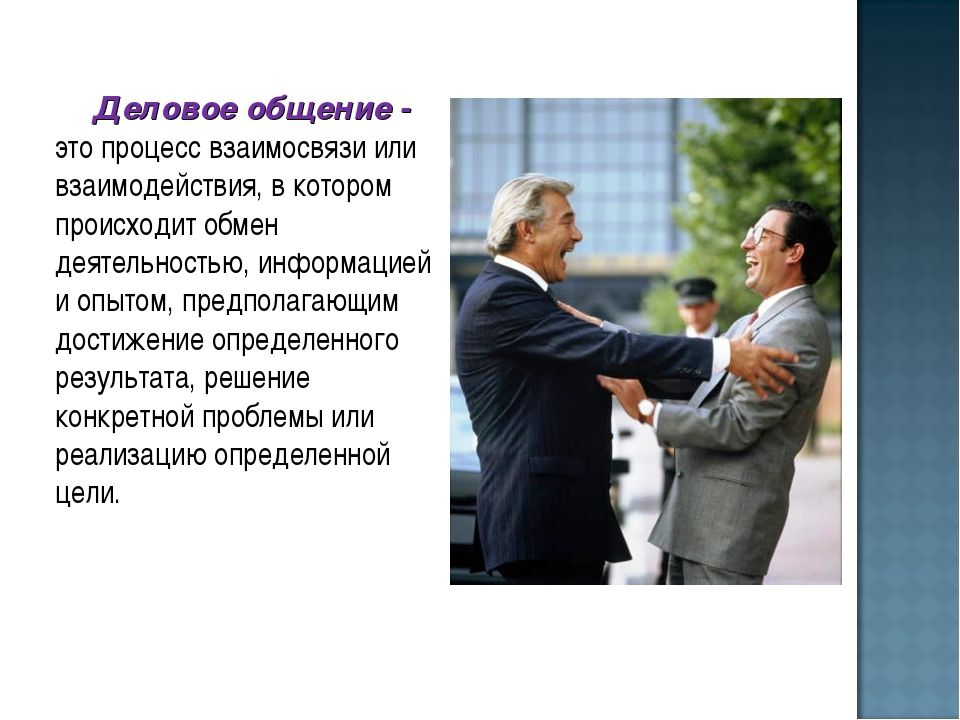 Деловое общение -
это процесс взаимосвязи или
взаимодействия, в котором
происходит обмен
деятельностью, информацией
и опытом, предполагающим
достижение определенного
результата, решение
конкретной проблемы или
реализацию определенной
цели.